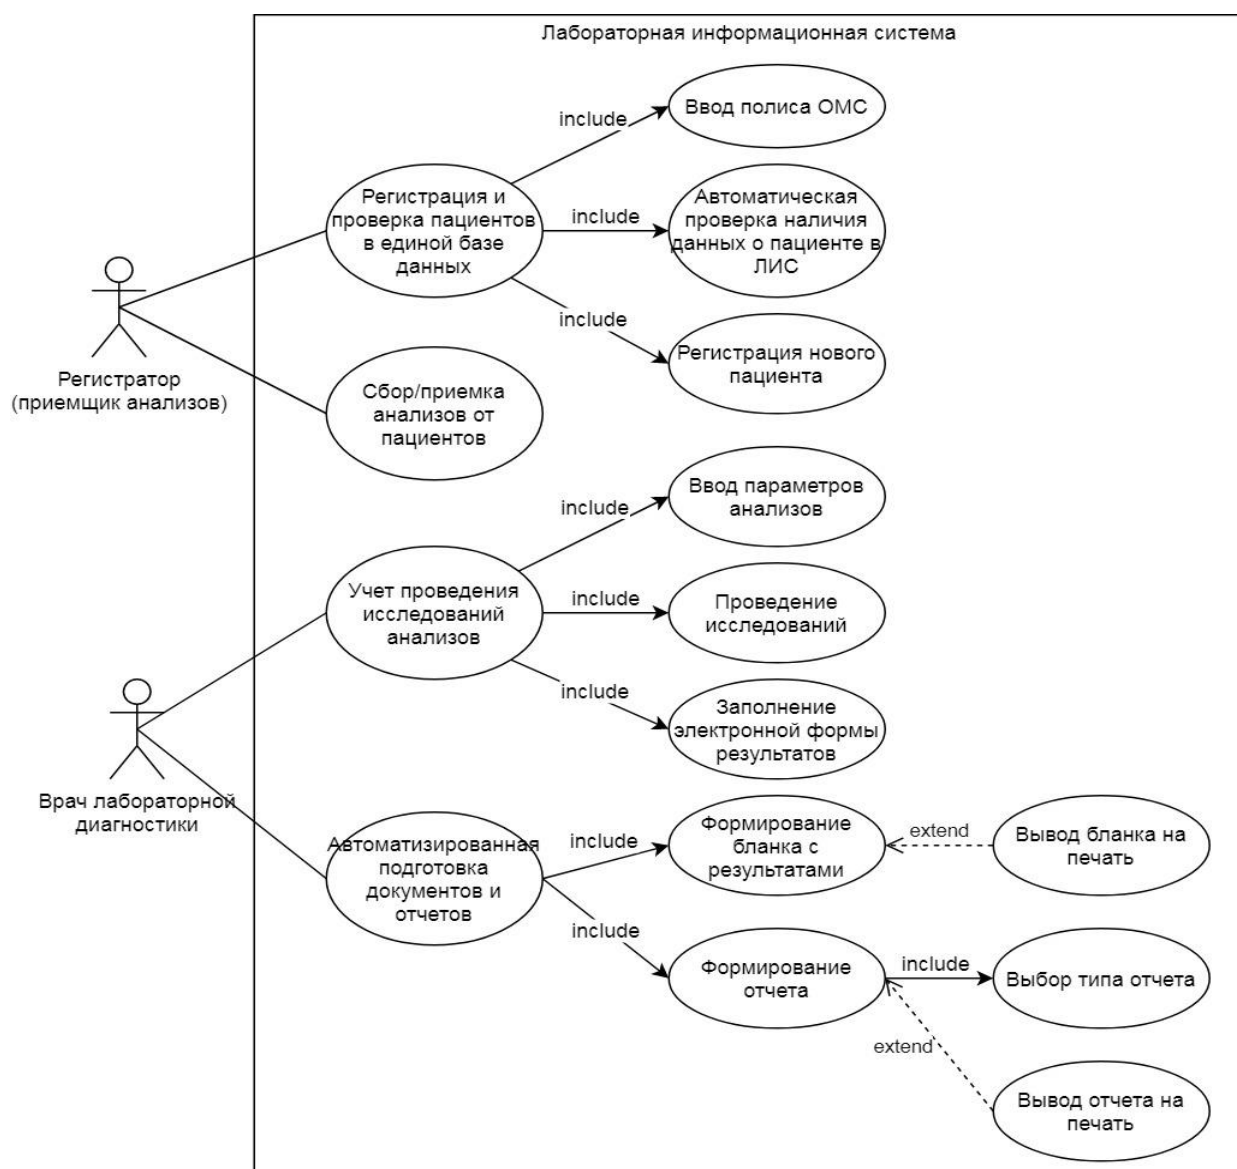 Лабораторная информационная система
include
Ввод полиса ОМС
Регистрация и
проверка пациентов
в единой базе
данных
include
Автоматическая
проверка наличия
данных о пациенте в
ЛИС
include
Регистрация нового
пациента
Регистратор
(приемщик анализов)
Сбор/приемка
анализов от
пациентов
include
Ввод параметров
анализов
Учет проведения
исследований
анализов
include
Проведение
исследований
include
Заполнение
электронной формы
результатов
Врач лабораторной
диагностики
Автоматизированная
подготовка
документов и
отчетов
include
Формирование
бланка с
результатами
extend
Вывод бланка на
печать
include
Формирование
отчета
include
Выбор типа отчета
extend
Вывод отчета на
печать